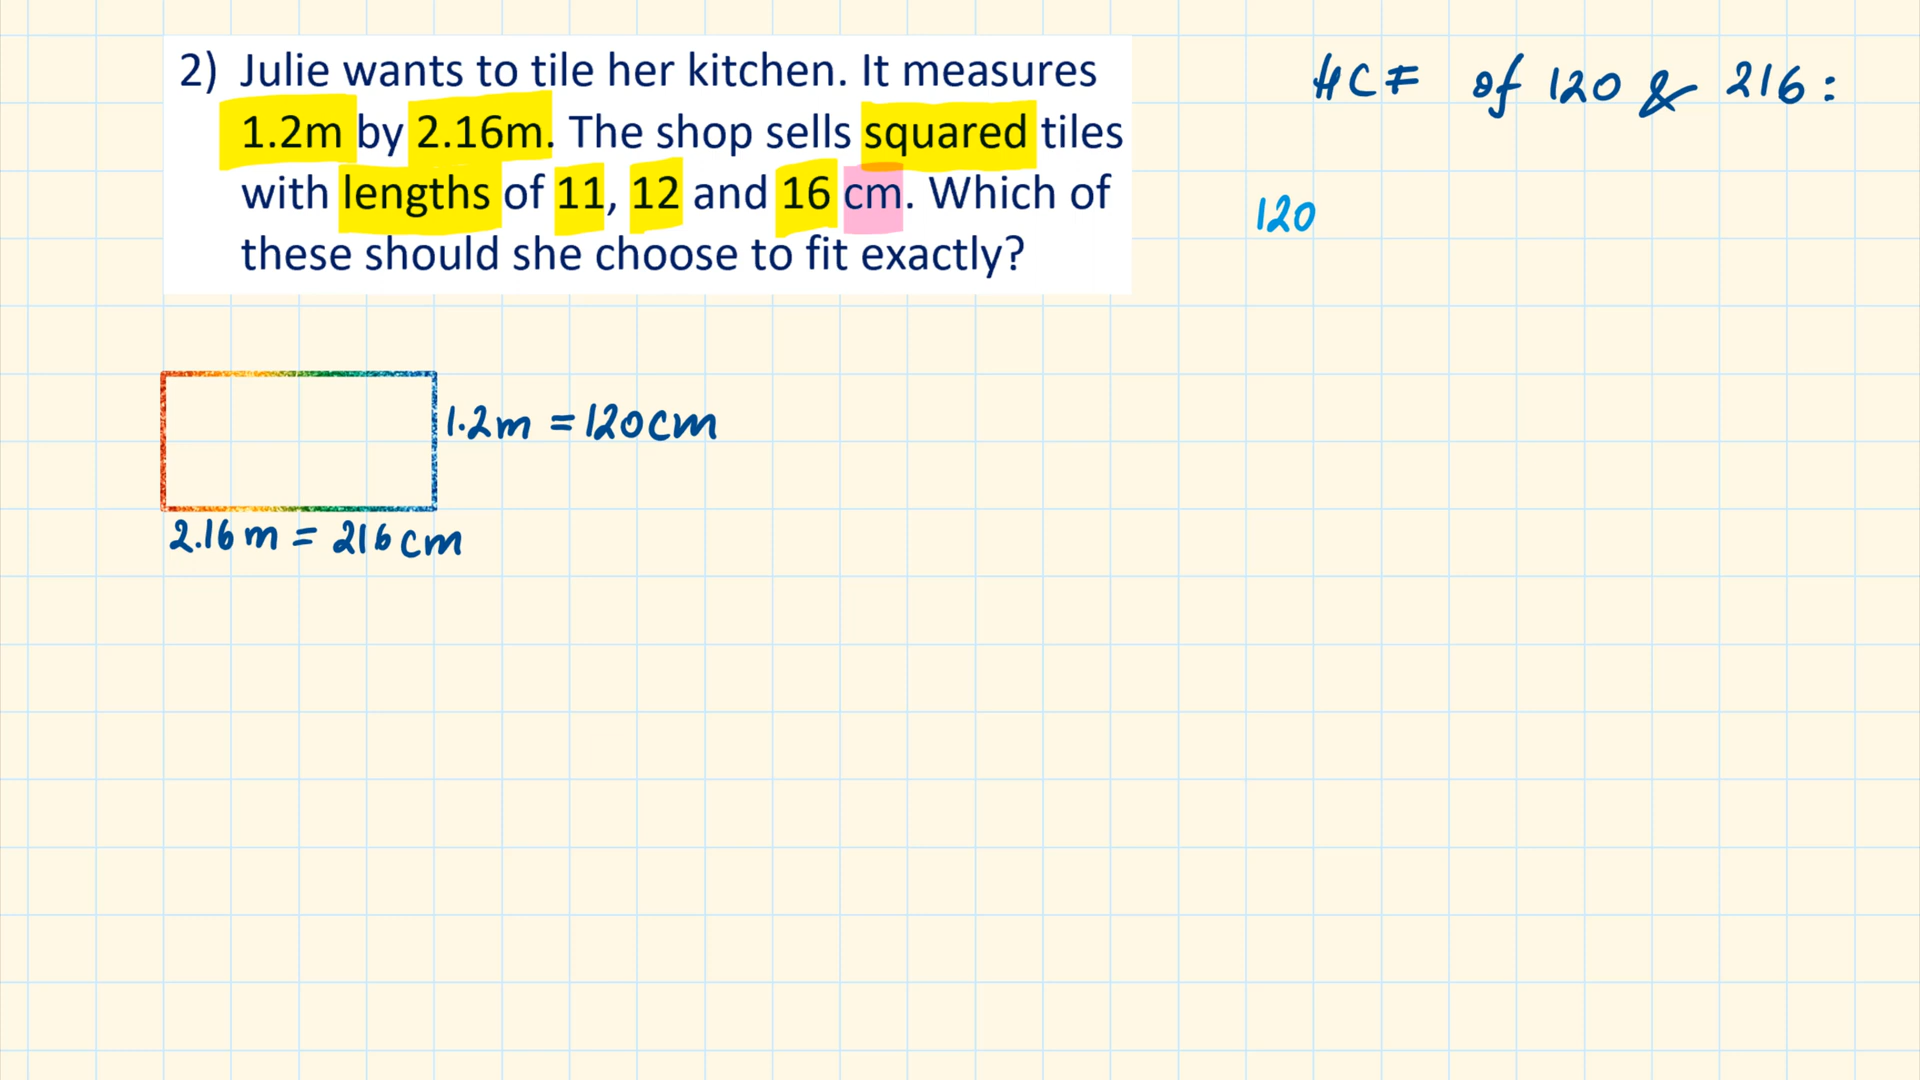 2) Julie wants to tile her kitchen. It measures
1.2m by 2.16m. The shop sells squared tiles
with lengths of 11, 12 and 16 cm. Which of
these should she choose to fit exactly?
HCF of 120 & 216:
120
1.2m = 120cm
2.16m = 216cm